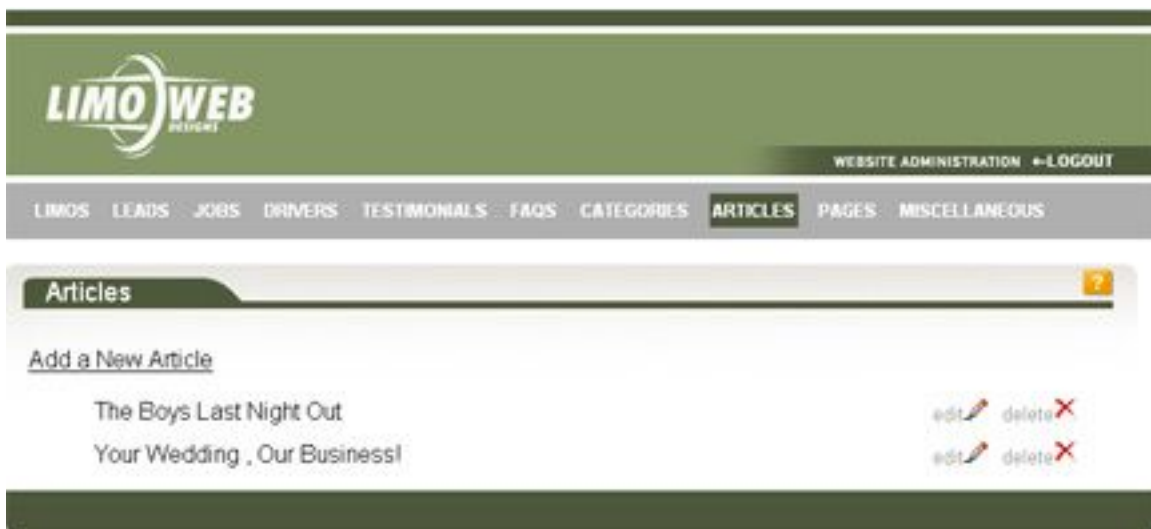 LIMO WEB
DESIGNS
WEBSITE ADMINISTRATION ←LOGOUT
LIMOS LEADS JOBS DRIVERS TESTIMONIALS FAQS CATEGORIES ARTICLES PAGES MISCELLANEOUS
Articles ?
Add a New Article
The Boys Last Night Out edit delete
Your Wedding , Our Business! edit delete